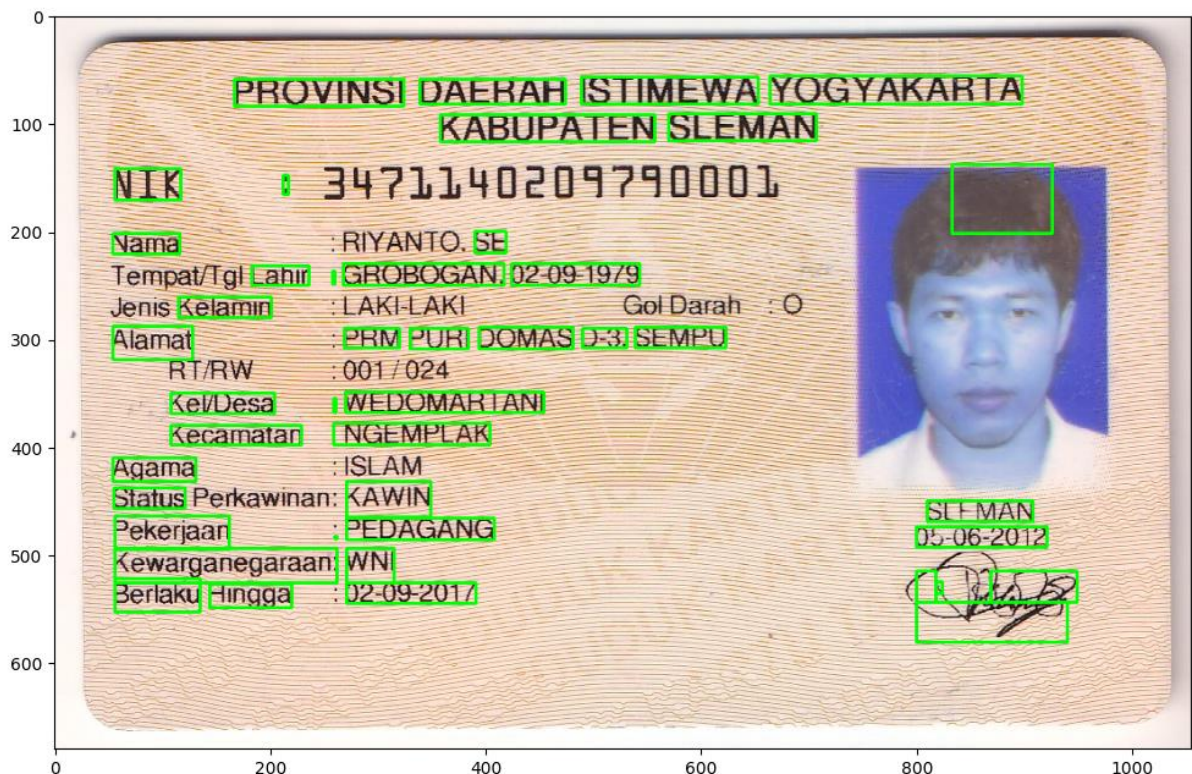 PROVINSI DAERAH ISTIMEWA YOGYAKARTA
KABUPATEN SLEMAN
NIK : 3471140209790001
Nama : RIYANTO. SE
Tempat/Tgl Lahir : GROBOGAN. 02-09-1979
Jenis Kelamin : LAKI-LAKI Gol Darah : O
Alamat : PRM PURI DOMAS D-3. SEMPU
RT/RW : 001 / 024
Kel/Desa : WEDOMARTANI
Kecamatan : NGEMPLAK
Agama : ISLAM
Status Perkawinan: KAWIN
Pekerjaan : PEDAGANG
Kewarganegaraan: WNI
Berlaku Hingga : 02-09-2017
SLEMAN
05-06-2012
0
100
200
300
400
500
600
0 200 400 600 800 1000